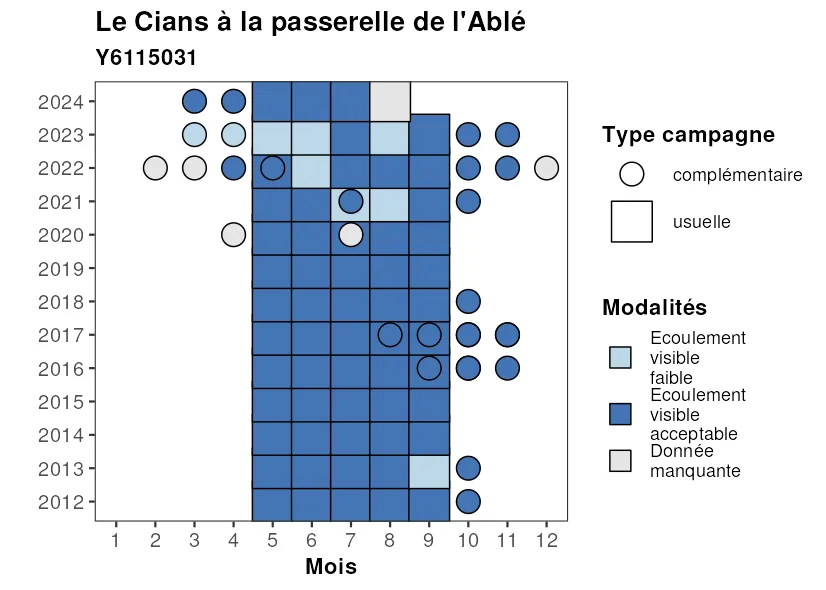 Le Cians à la passerelle de l'Ablé
Y6115031
2024
2023
2022
2021
2020
2019
2018
2017
2016
2015
2014
2013
2012
1 2 3 4 5 6 7 8 9 10 11 12
Mois
Type campagne
complémentaire
usuelle
Modalités
Ecoulement
visible
faible
Ecoulement
visible
acceptable
Donnée
manquante